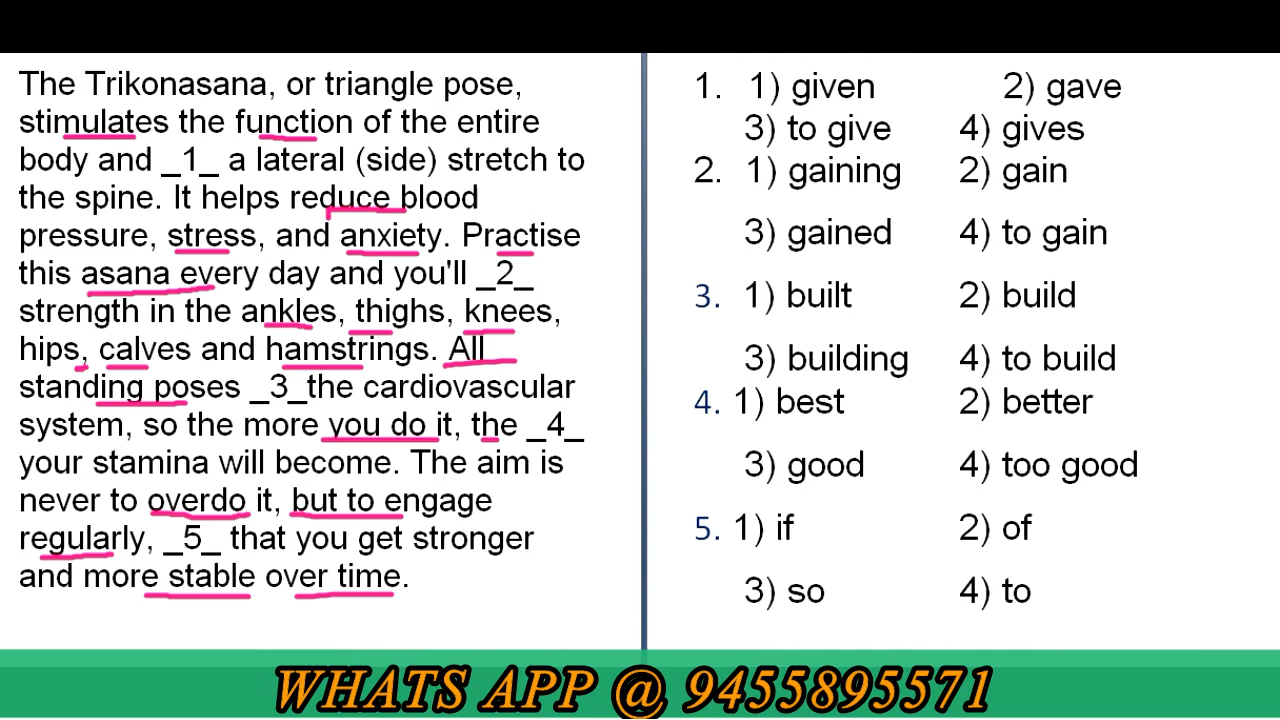 The Trikonasana, or triangle pose,
stimulates the function of the entire
body and _1_ a lateral (side) stretch to
the spine. It helps reduce blood
pressure, stress, and anxiety. Practise
this asana every day and you'll _2_
strength in the ankles, thighs, knees,
hips, calves and hamstrings. All
standing poses _3_the cardiovascular
system, so the more you do it, the _4_
your stamina will become. The aim is
never to overdo it, but to engage
regularly, _5_ that you get stronger
and more stable over time.
1. 1) given 2) gave
3) to give 4) gives
2. 1) gaining 2) gain
3) gained 4) to gain
3. 1) built 2) build
3) building 4) to build
4. 1) best 2) better
3) good 4) too good
5. 1) if 2) of
3) so 4) to
WHATS APP @ 9455895571